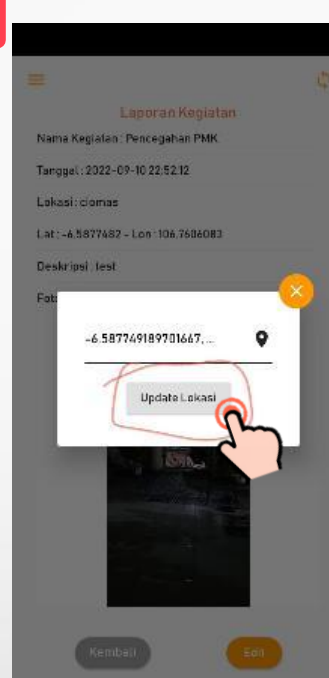 Laporan Kegiatan
Nama Kegiatan : Pencegahan PMK
Tanggal : 2022-09-10 22:52:12
Lokasi : ciomas
Lat : -6.5877482 - Lon : 106.7606083
Deskripsi : test
Foto
-6.587749189701667, ...
Update Lokasi
Kembali
Edit